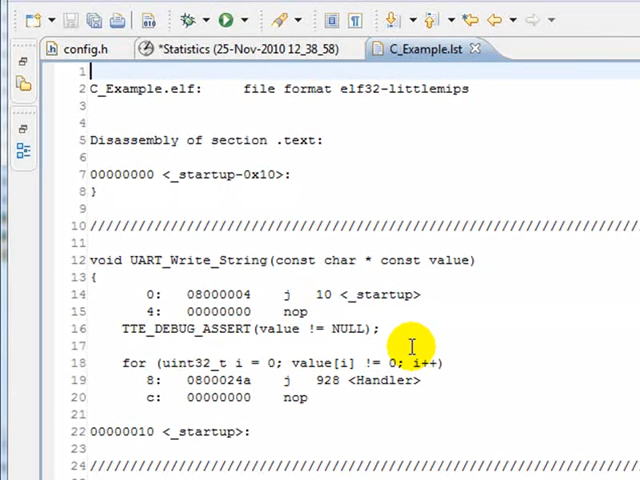 config.h
*Statistics (25-Nov-2010 12_38_58)
C_Example.lst
010
1
2 C_Example.elf: file format elf32-littlemips
3
4
5 Disassembly of section .text:
6
7 00000000 <_startup-0x10>:
8 }
9
10 ////////////////////////////////////////////////////////////////////
11
12 void UART_Write_String(const char * const value)
13 {
14 0: 08000004 j 10 <_startup>
15 4: 00000000 nop
16 TTE_DEBUG_ASSERT(value != NULL);
17
18 for (uint32_t i = 0; value[i] != 0; i++)
19 8: 0800024a j 928 <Handler>
20 c: 00000000 nop
21
22 00000010 <_startup>:
23
24 ////////////////////////////////////////////////////////////////////